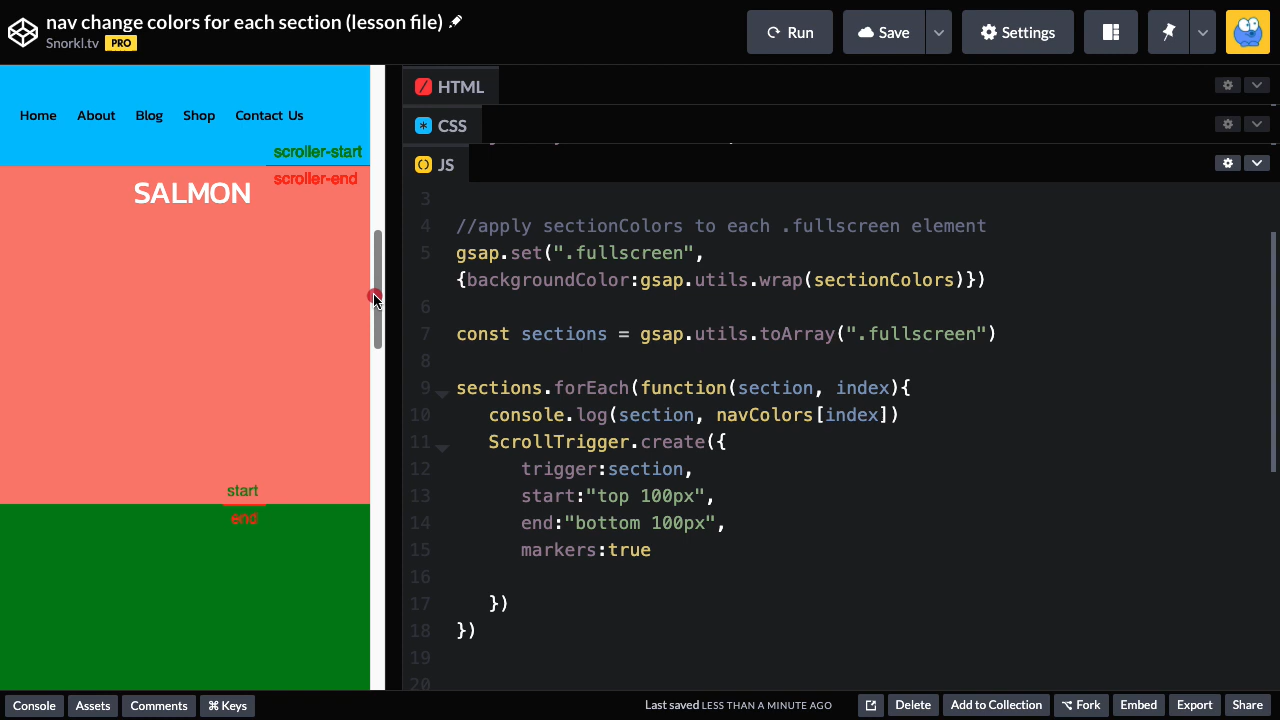 nav change colors for each section (lesson file)
Snorkl.tv PRO
Run
Save
Settings
Home About Blog Shop Contact Us
scroller-start
scroller-end
SALMON
start
end
HTML
CSS
JS
3
4 //apply sectionColors to each .fullscreen element
5 gsap.set(".fullscreen",
{backgroundColor:gsap.utils.wrap(sectionColors)})
6
7 const sections = gsap.utils.toArray(".fullscreen")
8
9 sections.forEach(function(section, index){
10 console.log(section, navColors[index])
11 ScrollTrigger.create({
12 trigger:section,
13 start:"top 100px",
14 end:"bottom 100px",
15 markers:true
16
17 })
18 })
19
20
Console Assets Comments ⌘ Keys
Last saved LESS THAN A MINUTE AGO
Delete Add to Collection ⌥ Fork Embed Export Share